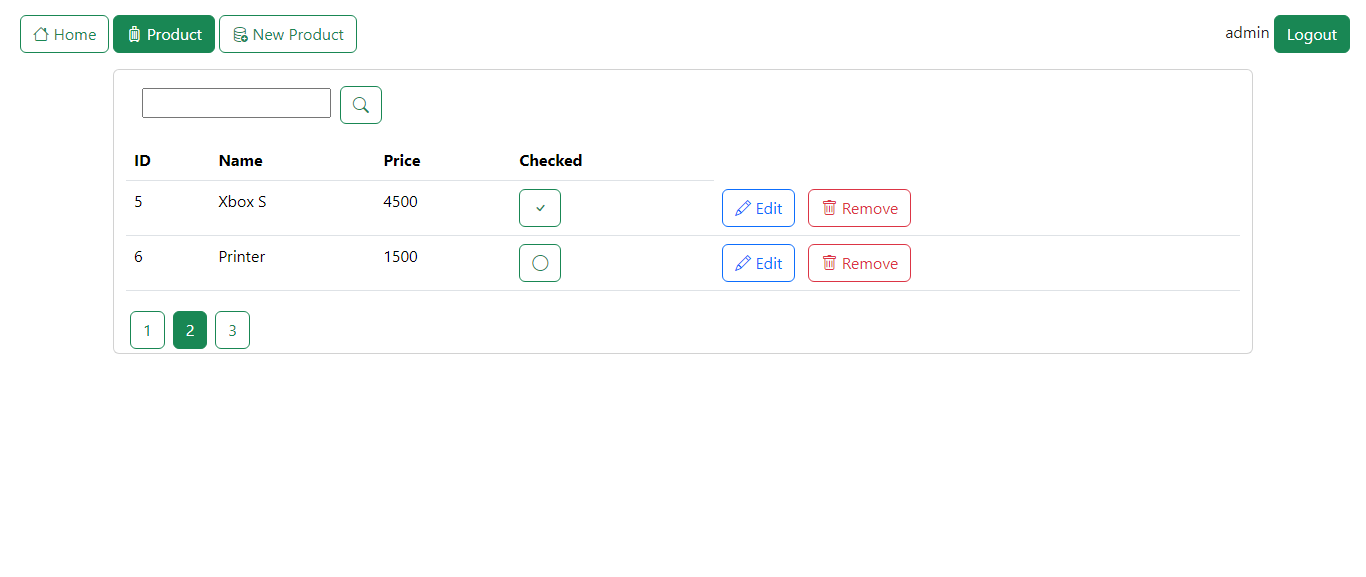 Home Product New Product admin Logout
ID Name Price Checked
5 Xbox S 4500 Edit Remove
6 Printer 1500 Edit Remove
1 2 3